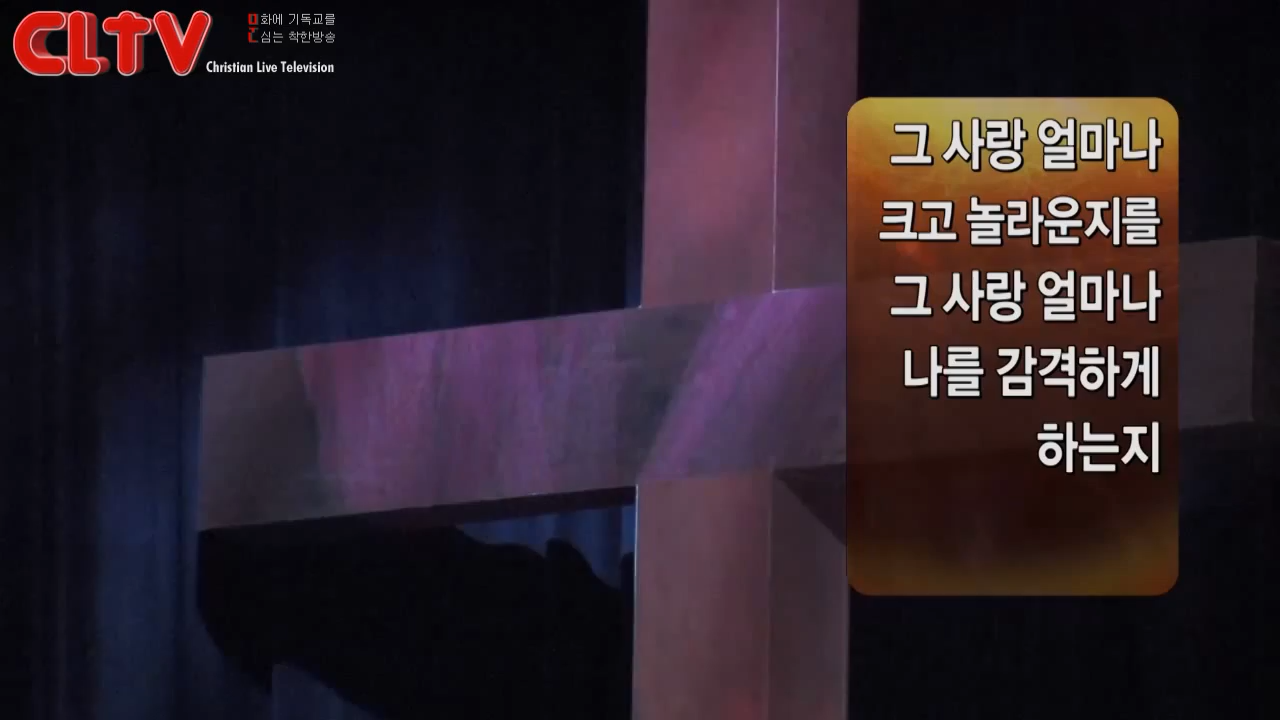 CLTV
문화에 기독교를
심는 착한방송
Christian Live Television
그 사랑 얼마나
크고 놀라운지를
그 사랑 얼마나
나를 감격하게
하는지